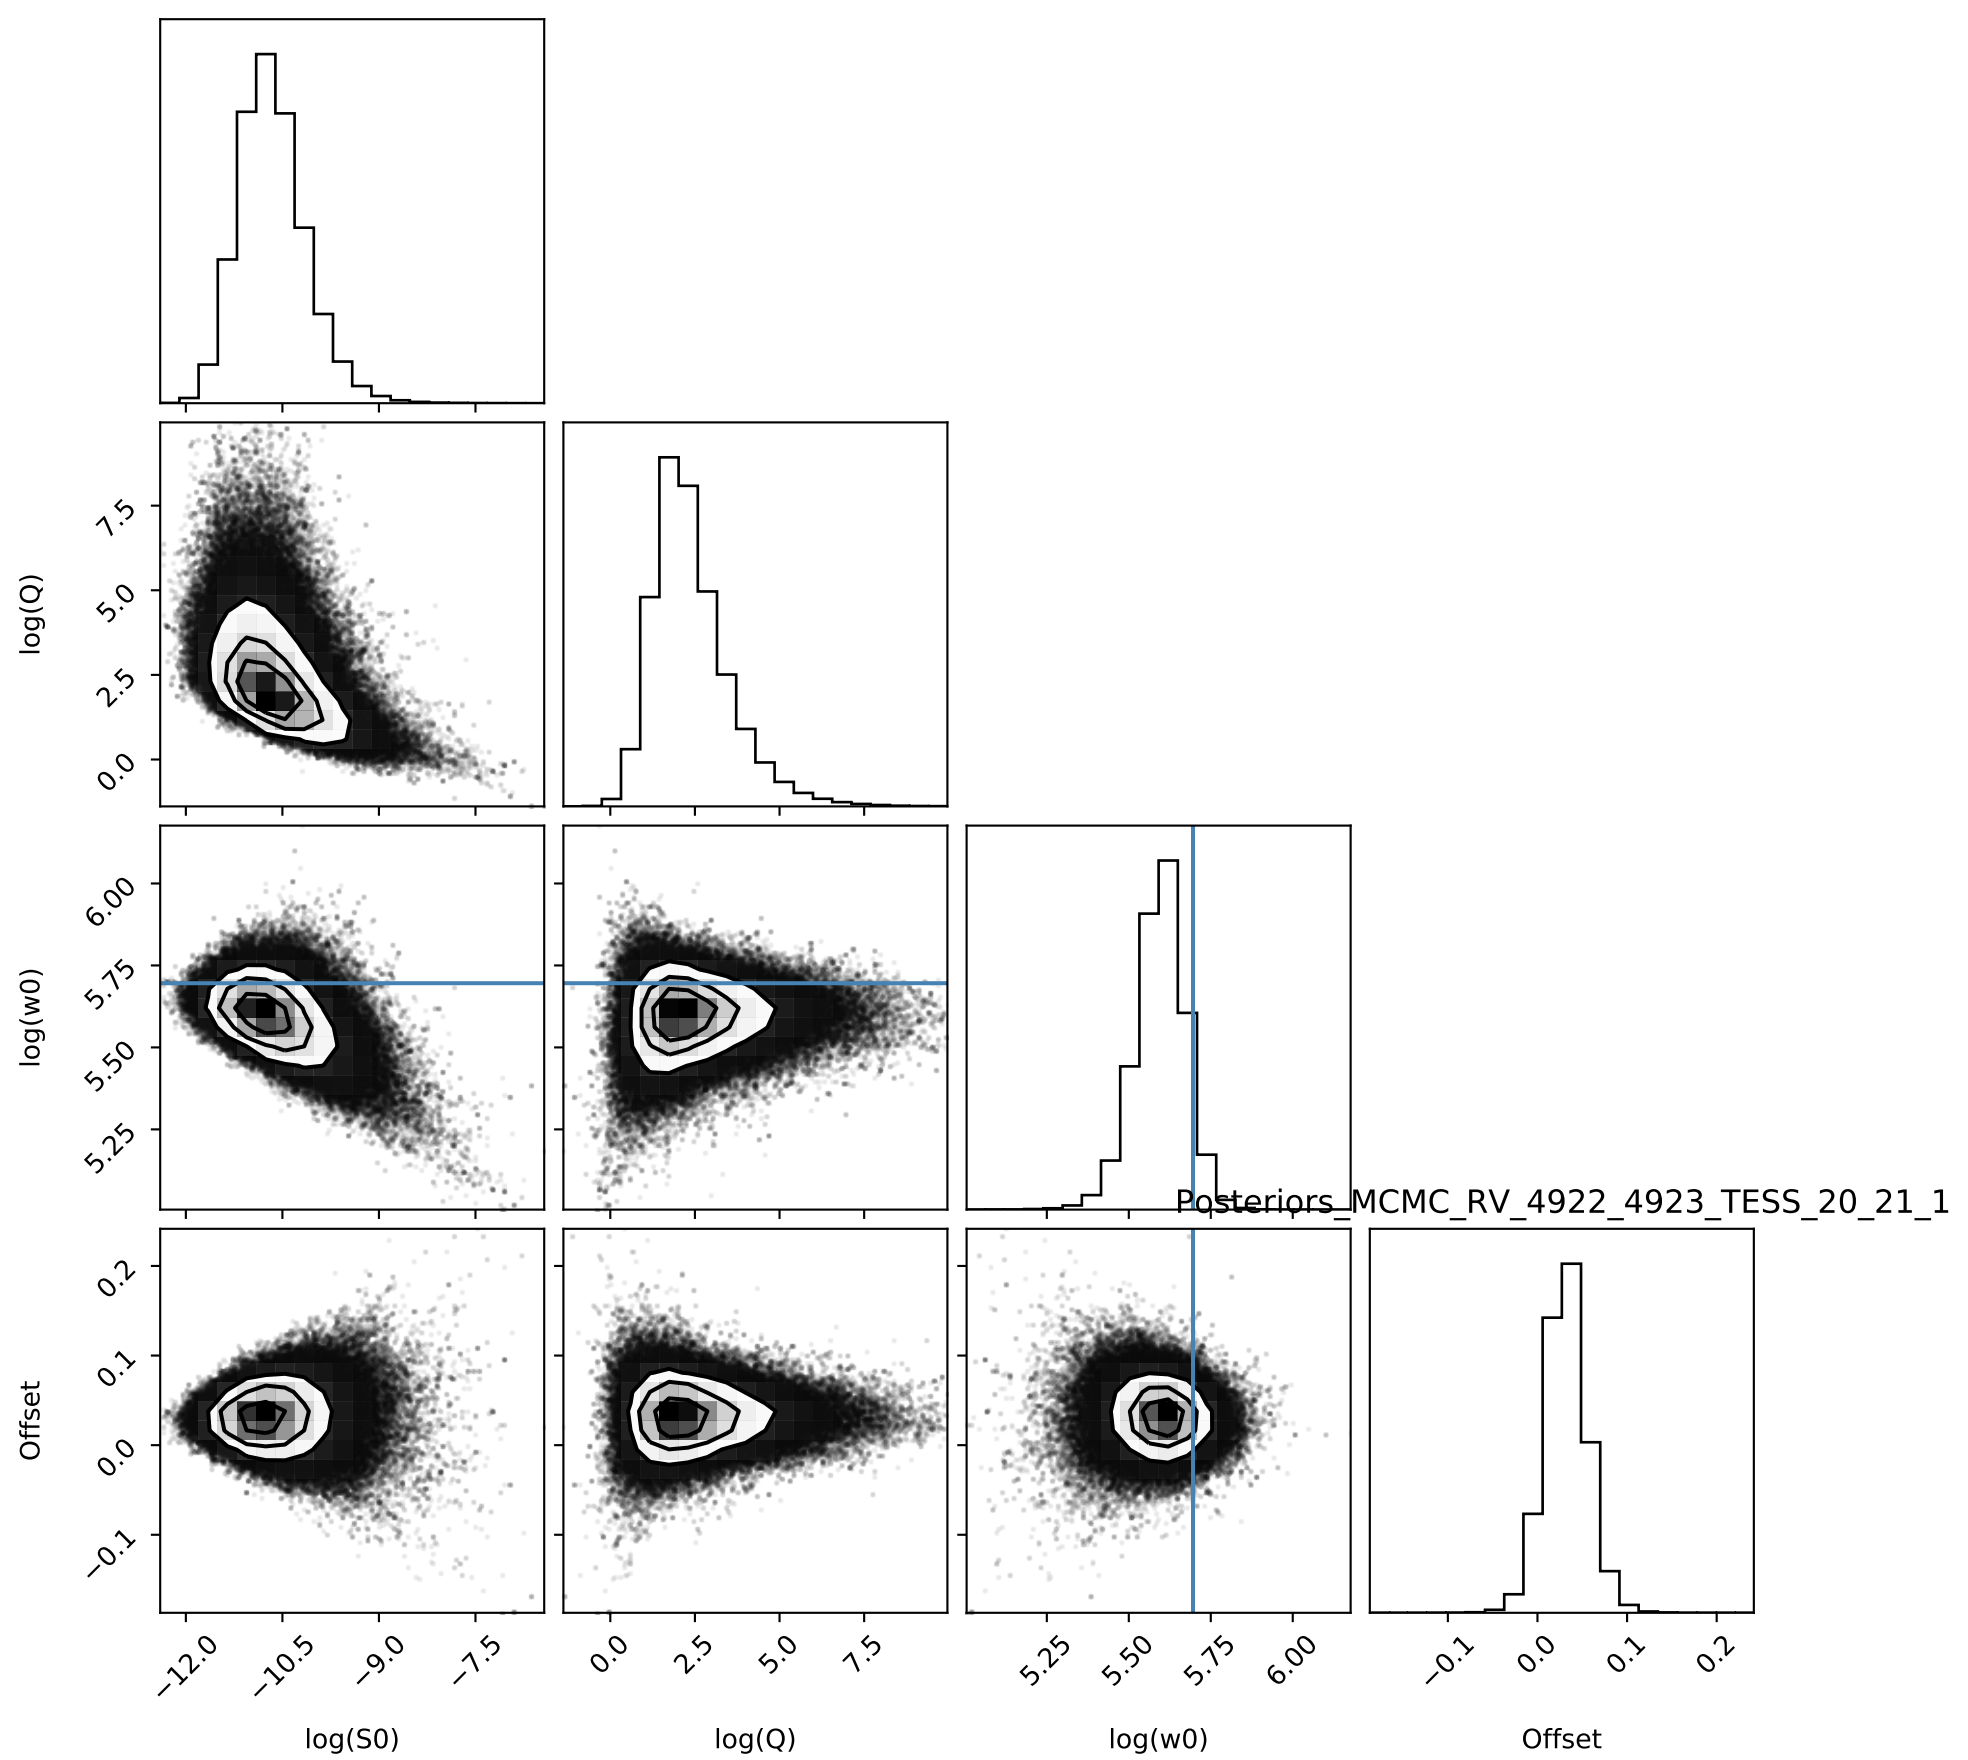 log(Q)
7.5
5.0
2.5
0.0
log(w0)
6.00
5.75
5.50
5.25
Posteriors_MCMC_RV_4922_4923_TESS_20_21_1
Offset
0.2
0.1
0.0
−0.1
−12.0 −10.5 −9.0 −7.5 0.0 2.5 5.0 7.5 5.25 5.50 5.75 6.00 −0.1 0.0 0.1 0.2
log(S0) log(Q) log(w0) Offset